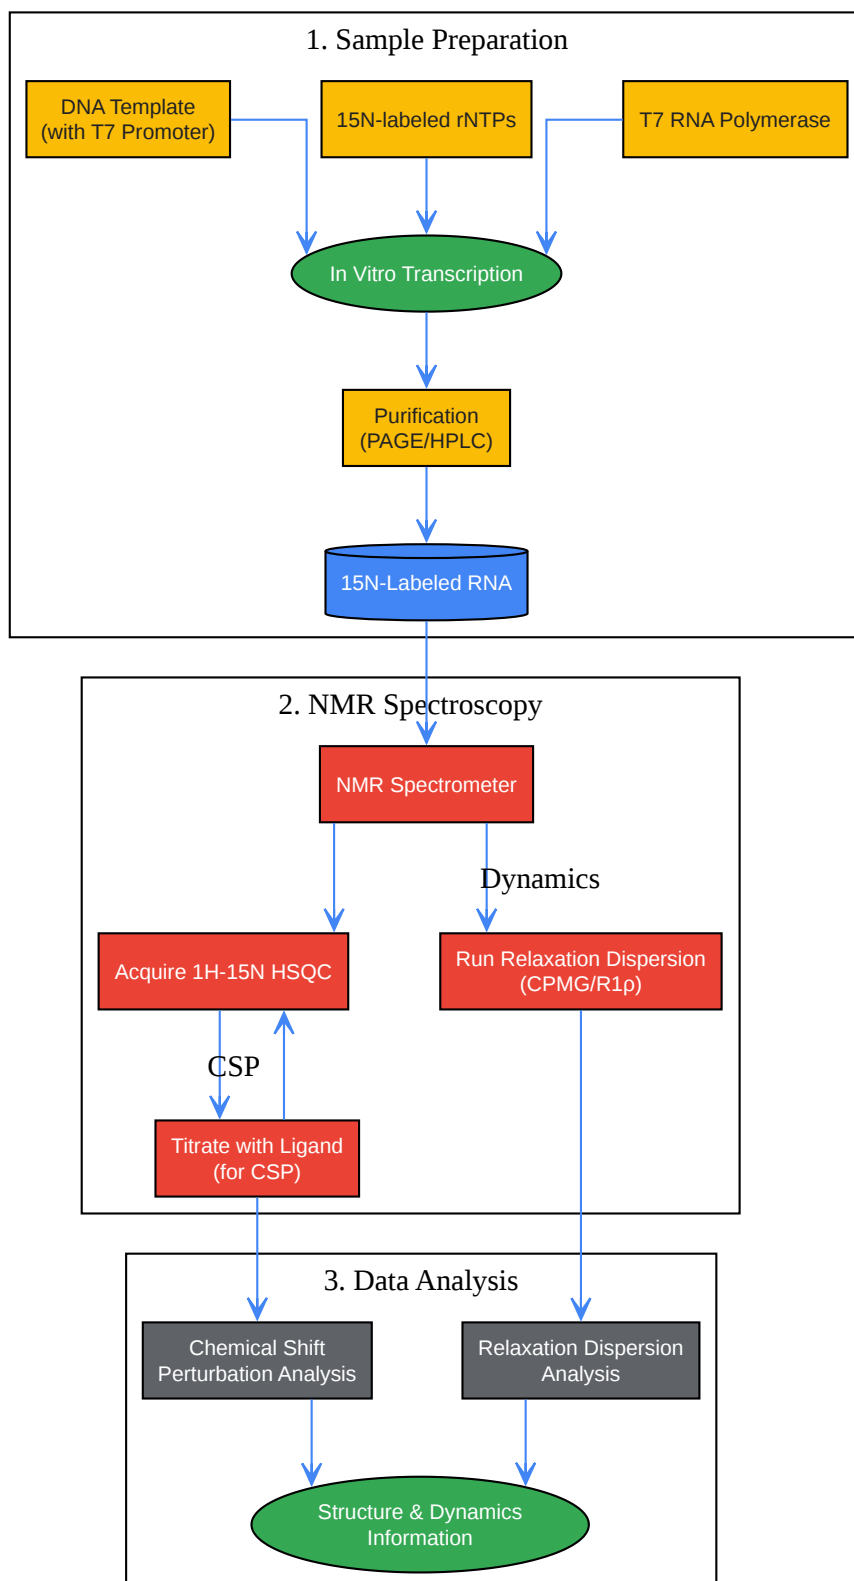 1. Sample Preparation
DNA Template
(with T7 Promoter)
15N-labeled rNTPs
T7 RNA Polymerase
In Vitro Transcription
Purification
(PAGE/HPLC)
15N-Labeled RNA
2. NMR Spectroscopy
NMR Spectrometer
Dynamics
Acquire 1H-15N HSQC
Run Relaxation Dispersion
(CPMG/R1ρ)
CSP
Titrate with Ligand
(for CSP)
3. Data Analysis
Chemical Shift
Perturbation Analysis
Relaxation Dispersion
Analysis
Structure & Dynamics
Information